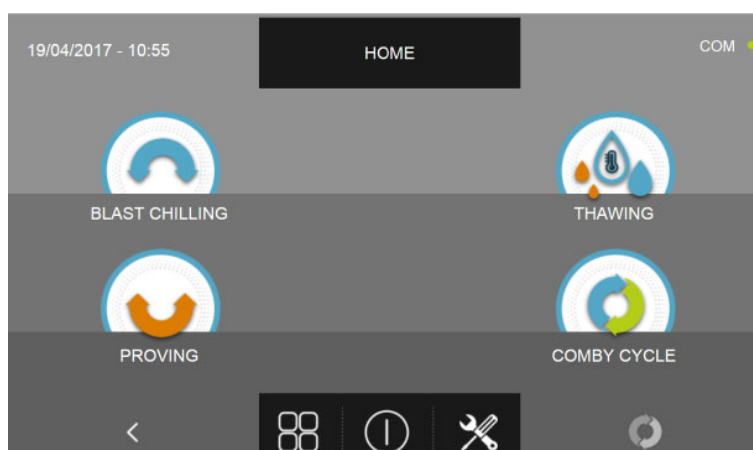 19/04/2017 - 10:55
HOME
COM
BLAST CHILLING
THAWING
PROVING
COMBY CYCLE